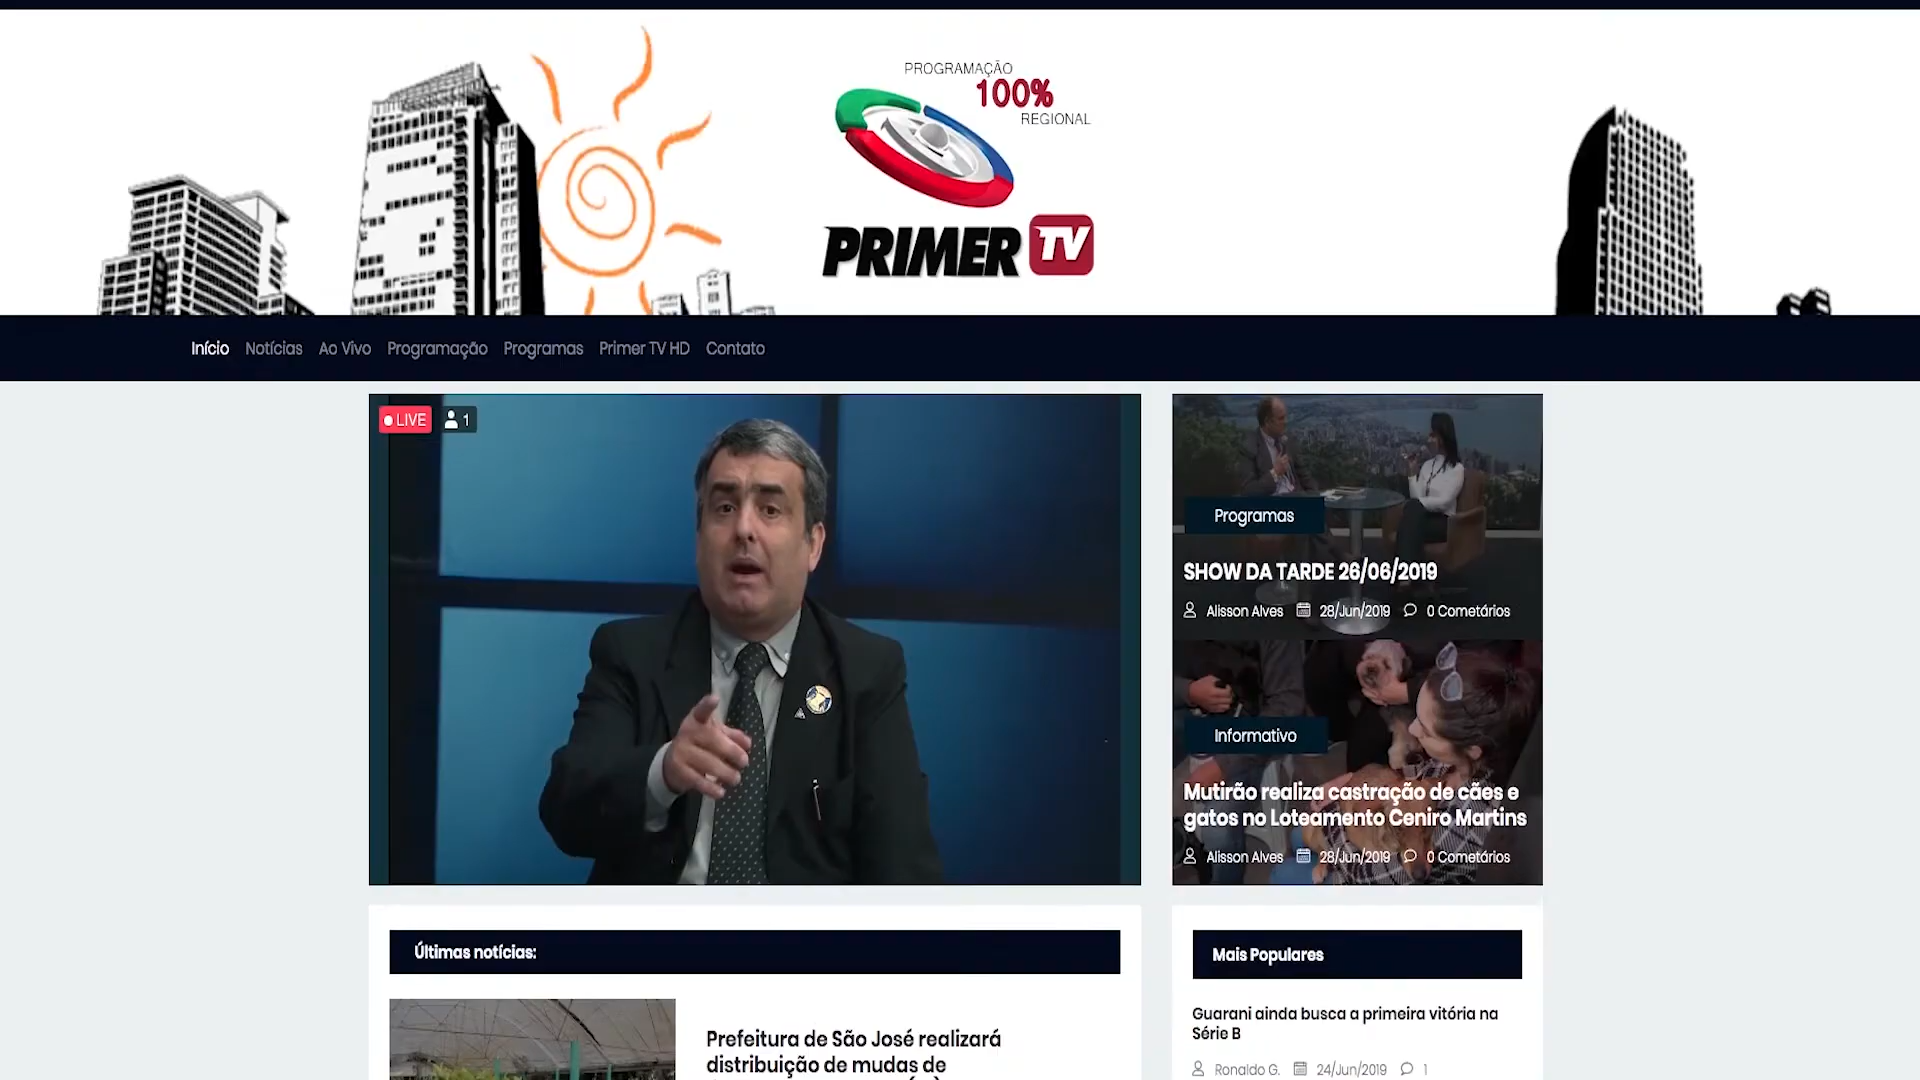 PROGRAMAÇÃO
100%
REGIONAL
PRIMER TV
Início Notícias Ao Vivo Programação Programas Primer TV HD Contato
LIVE 1
Programas
SHOW DA TARDE 26/06/2019
Alisson Alves 28/Jun/2019 0 Cometários
Informativo
Mutirão realiza castração de cães e
gatos no Loteamento Ceniro Martins
Alisson Alves 28/Jun/2019 0 Cometários
Últimas notícias:
Prefeitura de São José realizará
distribuição de mudas de
Mais Populares
Guarani ainda busca a primeira vitória na
Série B
Ronaldo G. 24/Jun/2019 1